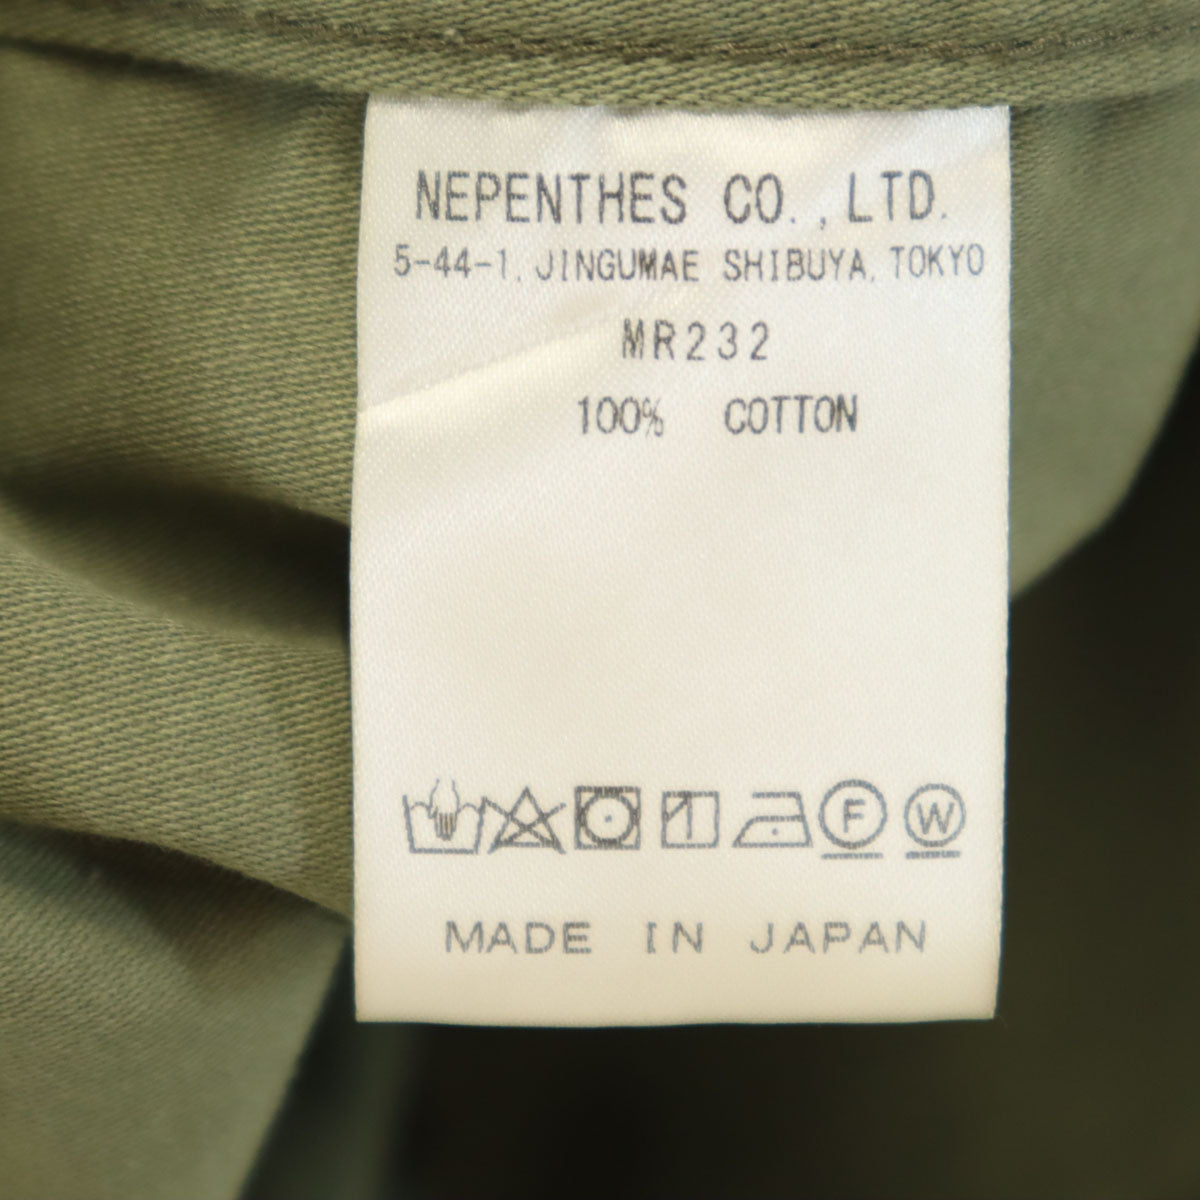 NEPENTHES CO., LTD.
5-44-1, JINGUMAE SHIBUYA, TOKYO
MR232
100% COTTON
F W
MADE IN JAPAN